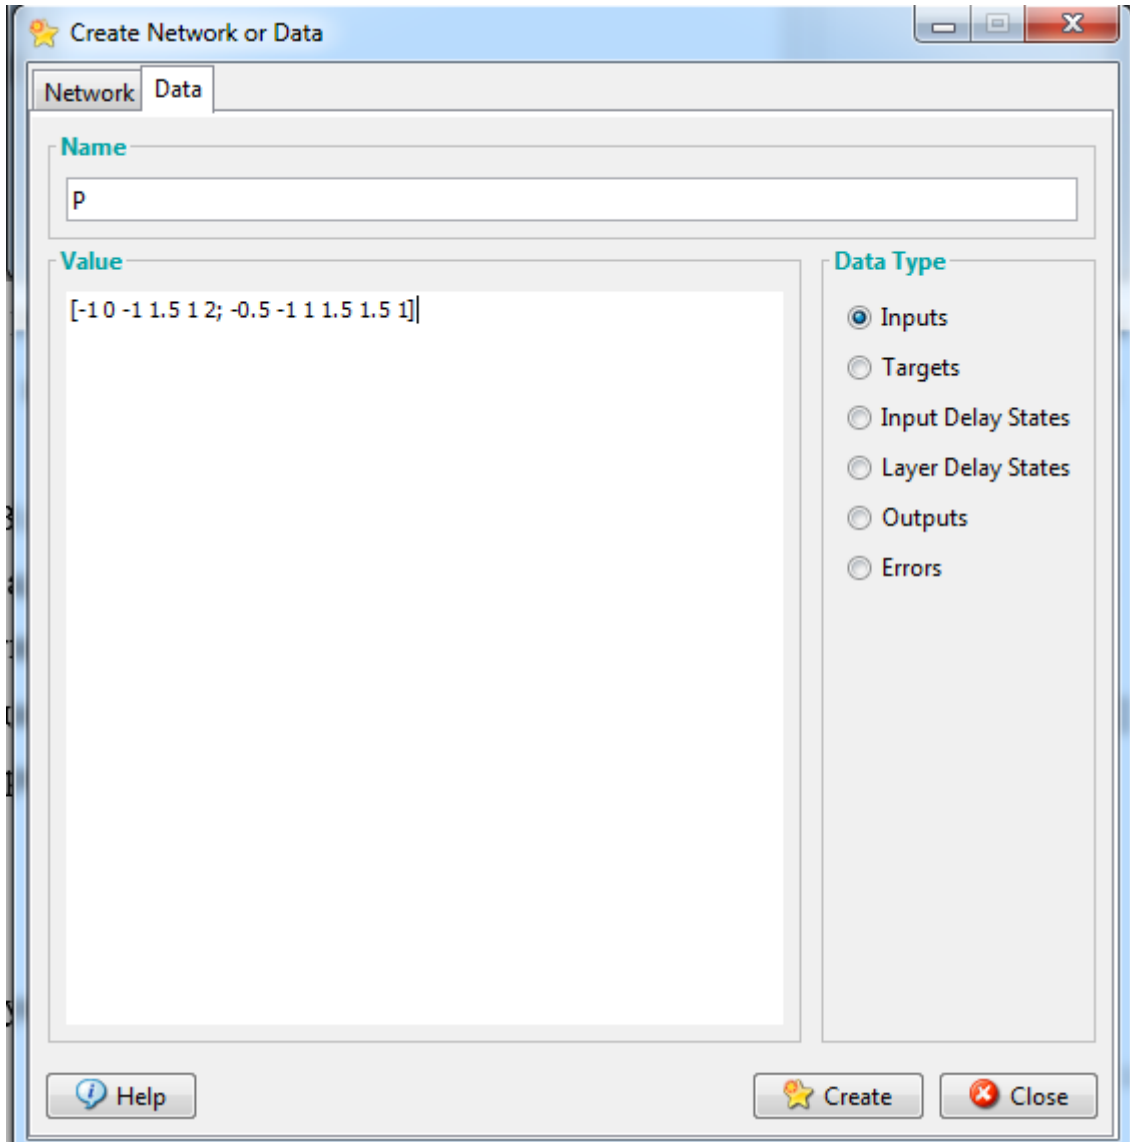 Create Network or Data
Network Data
Name
P
Value
[-1 0 -1 1.5 1 2; -0.5 -1 1 1.5 1.5 1]
Data Type
Inputs
Targets
Input Delay States
Layer Delay States
Outputs
Errors
Help
Create
Close